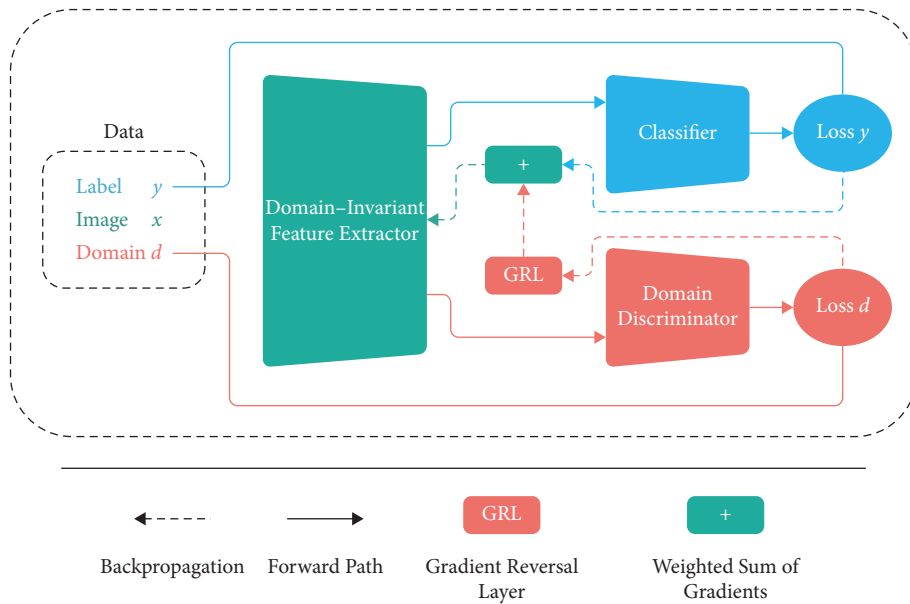 Data
Label y
Image x
Domain d
Domain–Invariant
Feature Extractor
+
GRL
Classifier
Loss y
Domain
Discriminator
Loss d
Backpropagation
Forward Path
GRL
Gradient Reversal
Layer
+
Weighted Sum of
Gradients